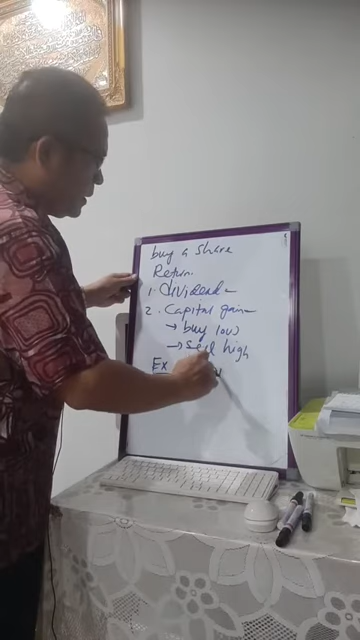 buy a share
Return.
1. dividend
2. Capital gain
→ buy low
→ sell high
Ex